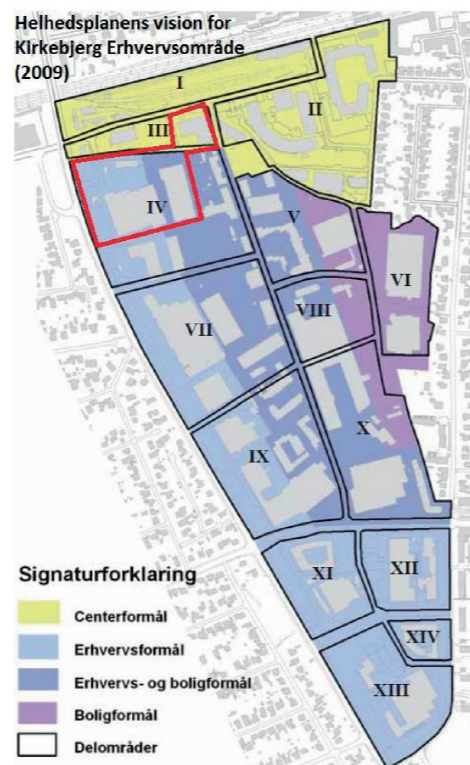 Helhedsplanens vision for
Kirkebjerg Erhvervsområde
(2009)
I
II
III
IV
V
VI
VII
VIII
IX
X
XI
XII
XIV
XIII
Signaturforklaring
Centerformål
Erhvervsformål
Erhvervs- og boligformål
Boligformål
Delområder